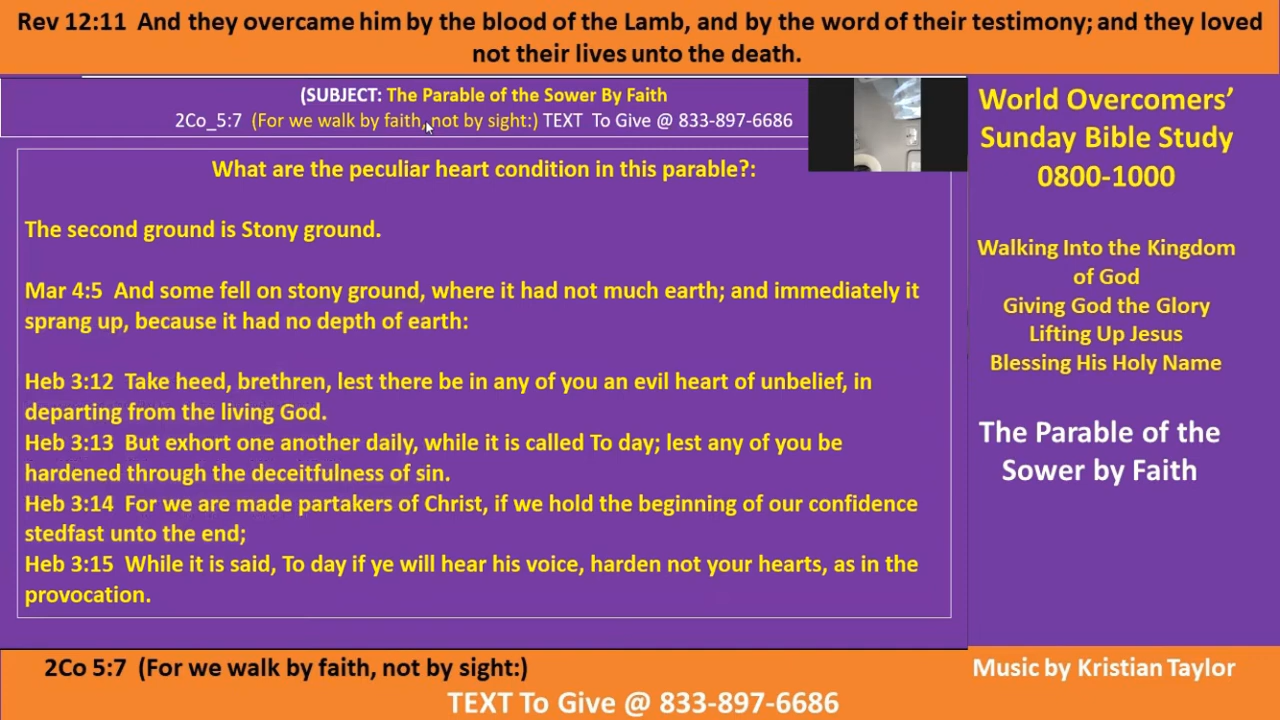 Rev 12:11  And they overcame him by the blood of the Lamb, and by the word of their testimony; and they loved
not their lives unto the death.
(SUBJECT: The Parable of the Sower By Faith
2Co_5:7  (For we walk by faith, not by sight:) TEXT  To Give @ 833-897-6686
What are the peculiar heart condition in this parable?:
The second ground is Stony ground.
Mar 4:5  And some fell on stony ground, where it had not much earth; and immediately it
sprang up, because it had no depth of earth:
Heb 3:12  Take heed, brethren, lest there be in any of you an evil heart of unbelief, in
departing from the living God.
Heb 3:13  But exhort one another daily, while it is called To day; lest any of you be
hardened through the deceitfulness of sin.
Heb 3:14  For we are made partakers of Christ, if we hold the beginning of our confidence
stedfast unto the end;
Heb 3:15  While it is said, To day if ye will hear his voice, harden not your hearts, as in the
provocation.
World Overcomers’
Sunday Bible Study
0800-1000
Walking Into the Kingdom
of God
Giving God the Glory
Lifting Up Jesus
Blessing His Holy Name
The Parable of the
Sower by Faith
2Co 5:7  (For we walk by faith, not by sight:)
Music by Kristian Taylor
TEXT To Give @ 833-897-6686